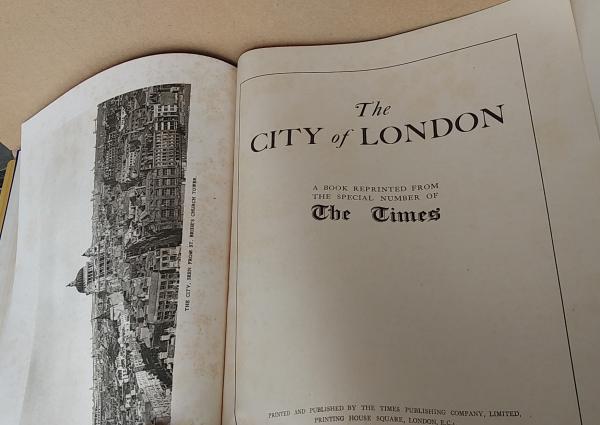 THE CITY, SEEN FROM ST. BRIDE'S CHURCH TOWER
The
CITY of LONDON
A BOOK REPRINTED FROM
THE SPECIAL NUMBER OF
The Times
PRINTED AND PUBLISHED BY THE TIMES PUBLISHING COMPANY, LIMITED,
PRINTING HOUSE SQUARE, LONDON, E.C.4